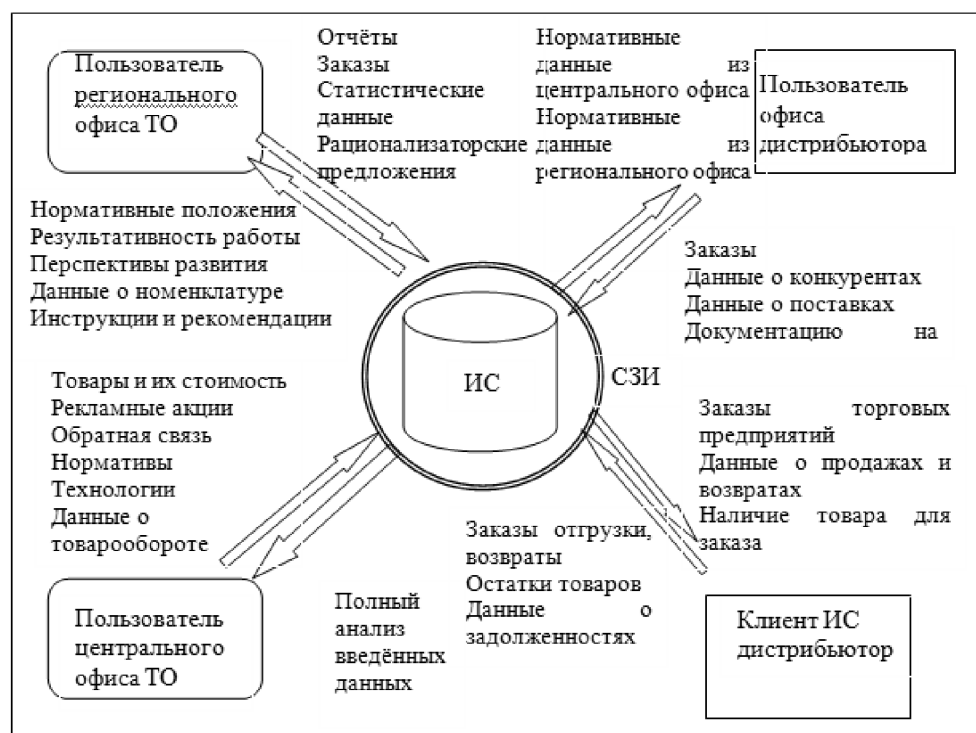 Пользователь
регионального
офиса ТО
Отчёты
Заказы
Статистические
данные
Рационализаторские
предложения
Нормативные
данные из
центрального офиса
Нормативные
данные из
регионального офиса
Пользователь
офиса
дистрибьютора
Нормативные положения
Результативность работы
Перспективы развития
Данные о номенклатуре
Инструкции и рекомендации
Заказы
Данные о конкурентах
Данные о поставках
Документацию на
ИС
СЗИ
Товары и их стоимость
Рекламные акции
Обратная связь
Нормативы
Технологии
Данные о
товарообороте
Заказы торговых
предприятий
Данные о продажах и
возвратах
Наличие товара для
заказа
Заказы отгрузки,
возвраты
Остатки товаров
Данные о
задолженностях
Полный
анализ
введённых
данных
Пользователь
центрального
офиса ТО
Клиент ИС
дистрибьютор